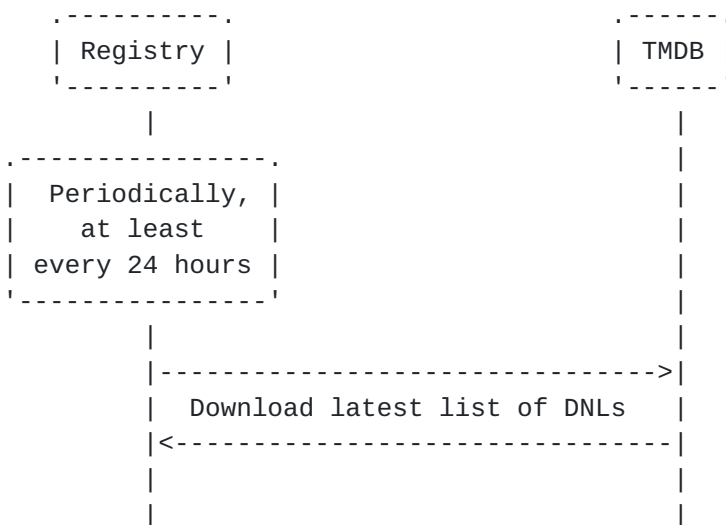 Registry TMDB
Periodically,
at least
every 24 hours
Download latest list of DNLs